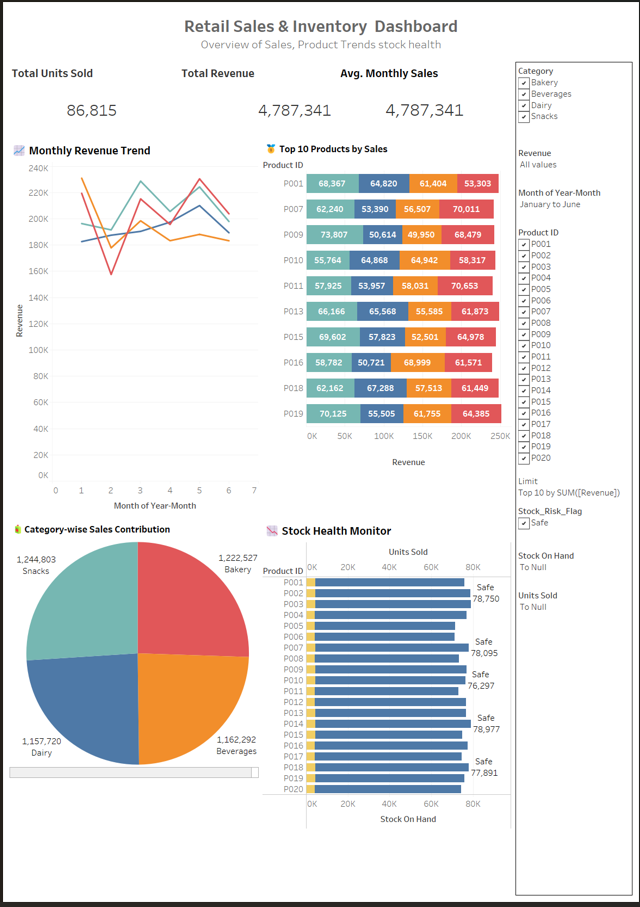 Retail Sales & Inventory  Dashboard
Overview of Sales, Product Trends stock health
Total Units Sold
Total Revenue
Avg. Monthly Sales
86,815
4,787,341
4,787,341
Monthly Revenue Trend
240K
220K
200K
180K
160K
140K
120K
100K
80K
60K
40K
20K
0K
Revenue
0 1 2 3 4 5 6 7
Month of Year-Month
Top 10 Products by Sales
Product ID
P001 68,367 64,820 61,404 53,303
P007 62,240 53,390 56,507 70,011
P009 73,807 50,614 49,950 68,479
P010 55,764 64,868 64,942 58,317
P011 57,925 53,957 58,031 70,653
P013 66,166 65,568 55,585 61,873
P015 69,602 57,823 52,501 64,978
P016 58,782 50,721 68,999 61,571
P018 62,162 67,288 57,513 61,449
P019 70,125 55,505 61,755 64,385
0K 50K 100K 150K 200K 250K
Revenue
Category-wise Sales Contribution
1,244,803
Snacks
1,222,527
Bakery
1,157,720
Dairy
1,162,292
Beverages
Stock Health Monitor
Units Sold
Product ID
0K 20K 40K 60K 80K
P001
P002
P003
P004
P005
P006
P007
P008
P009
P010
P011
P012
P013
P014
P015
P016
P017
P018
P019
P020
Safe
78,750
Safe
78,095
Safe
76,297
Safe
78,977
Safe
77,891
0K 20K 40K 60K 80K
Stock On Hand
Category
Bakery
Beverages
Dairy
Snacks
Revenue
All values
Month of Year-Month
January to June
Product ID
P001
P002
P003
P004
P005
P006
P007
P008
P009
P010
P011
P012
P013
P014
P015
P016
P017
P018
P019
P020
Limit
Top 10 by SUM([Revenue])
Stock_Risk_Flag
Safe
Stock On Hand
To Null
Units Sold
To Null